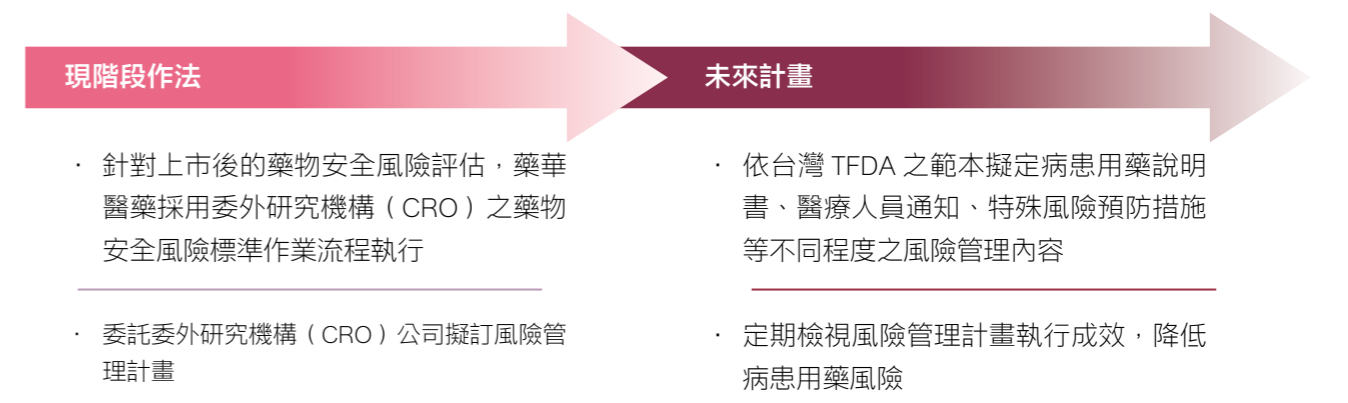 現階段作法
· 針對上市後的藥物安全風險評估，藥華
醫藥採用委外研究機構（CRO）之藥物
安全風險標準作業流程執行
· 委託委外研究機構（CRO）公司擬訂風險管
理計畫
未來計畫
· 依台灣 TFDA 之範本擬定病患用藥說明
書、醫療人員通知、特殊風險預防措施
等不同程度之風險管理內容
· 定期檢視風險管理計畫執行成效，降低
病患用藥風險